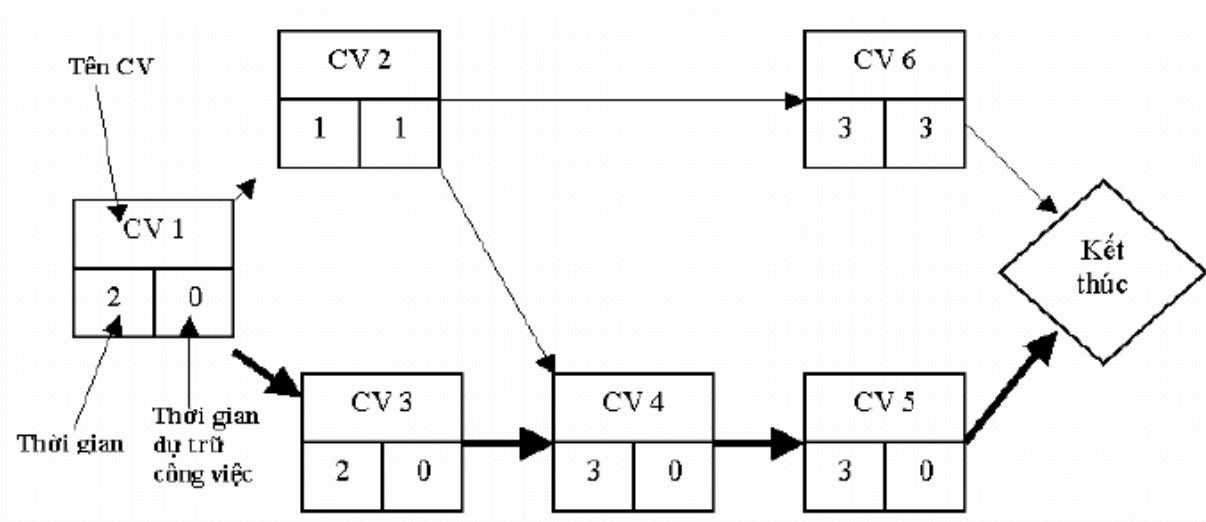 Tên CV
CV 2
1 1
CV 6
3 3
CV 1
2 0
Kết
thúc
Thời gian
Thời gian
dự trữ
công việc
CV 3
2 0
CV 4
3 0
CV 5
3 0